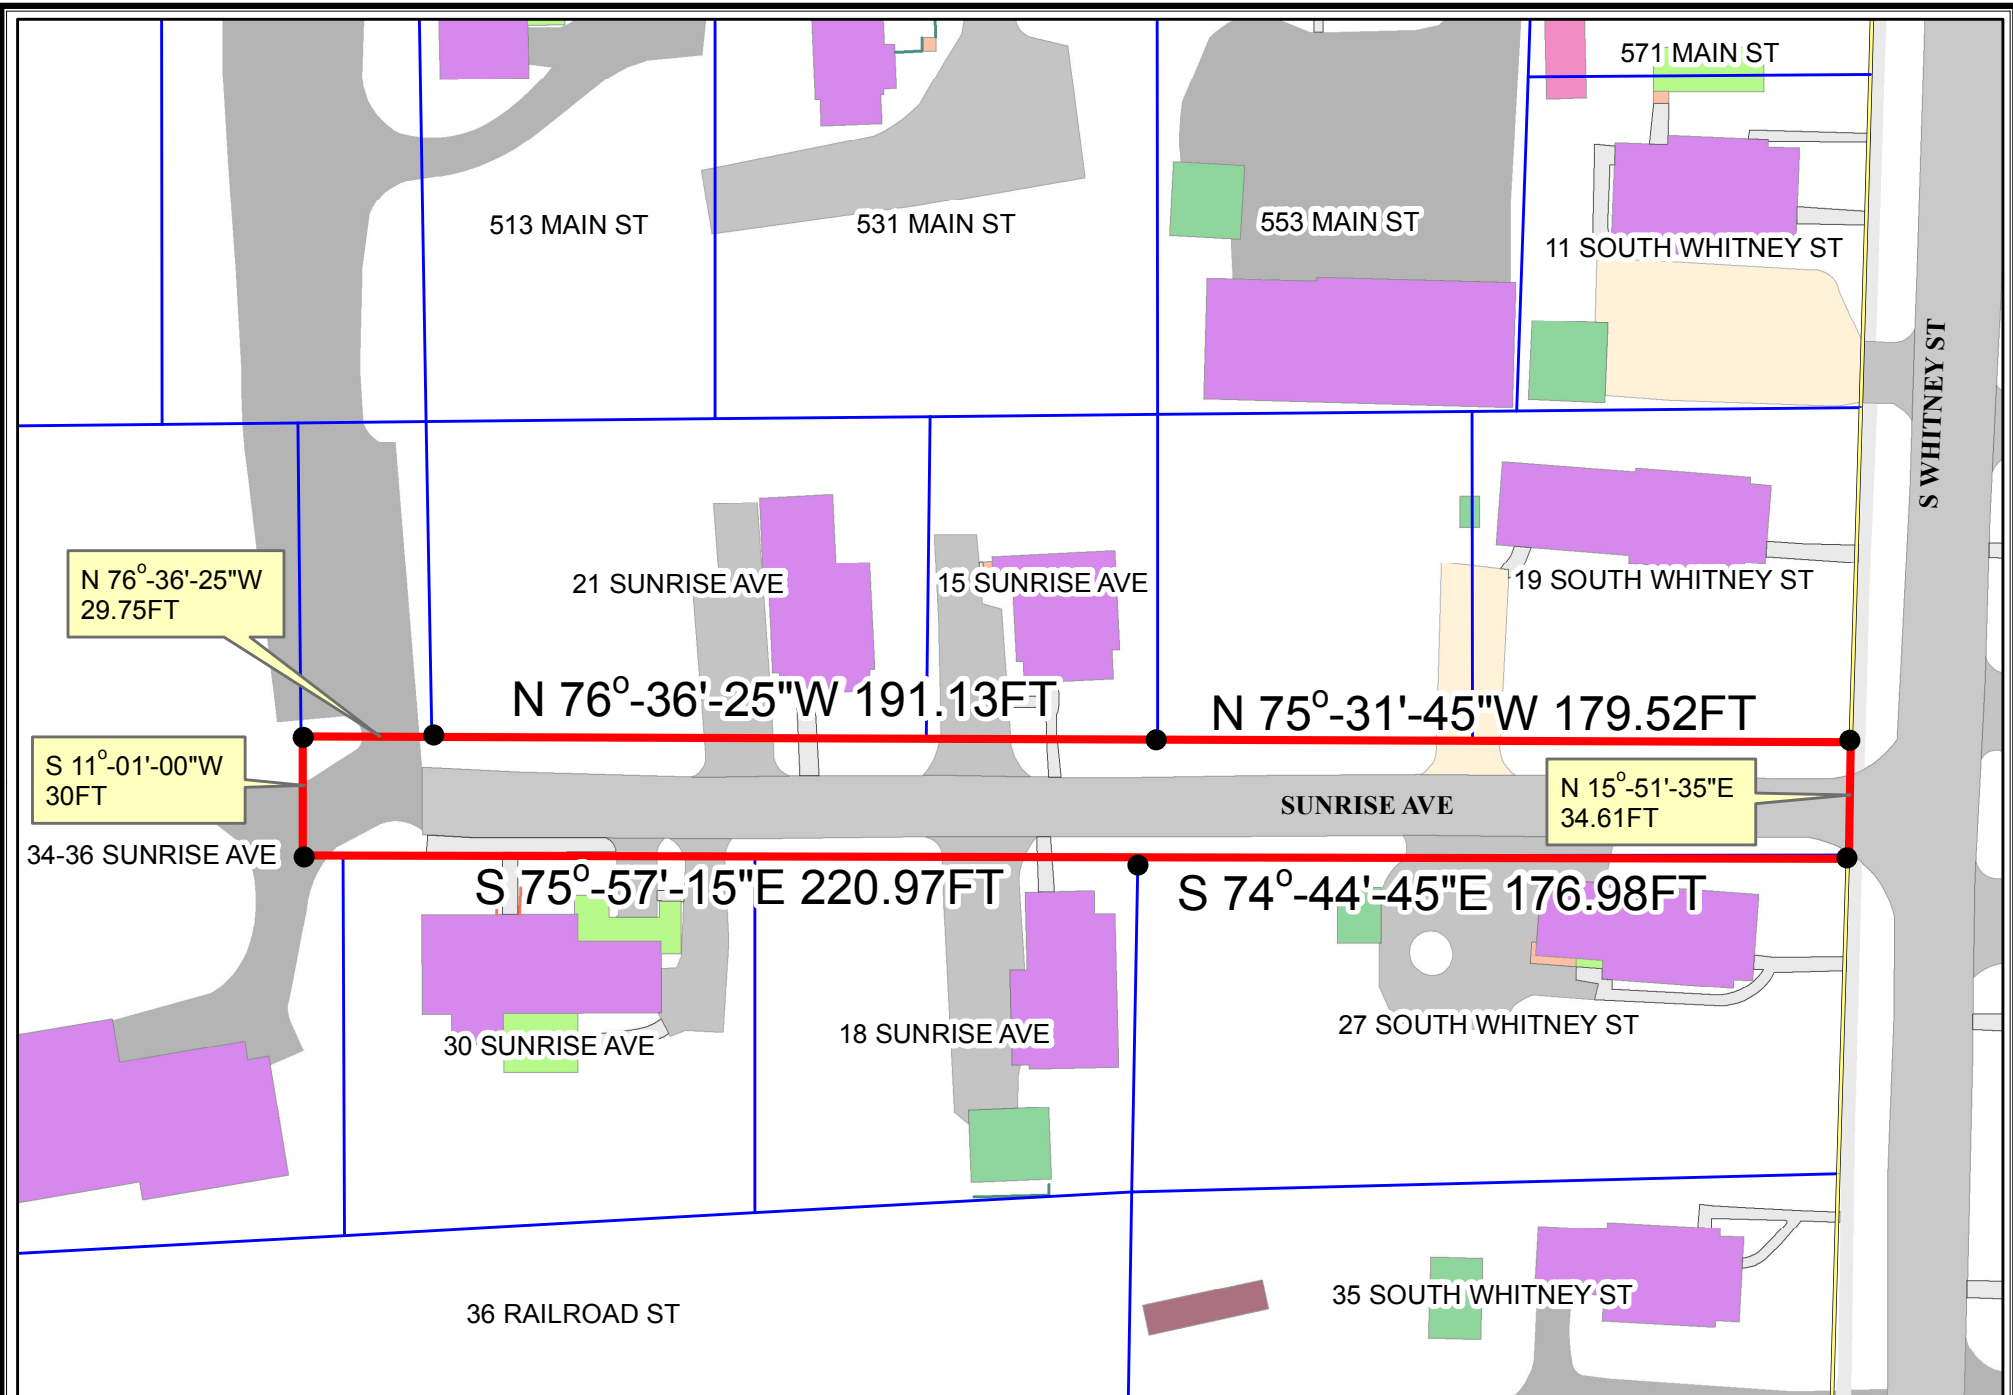 571 MAIN ST
513 MAIN ST
531 MAIN ST
553 MAIN ST
11 SOUTH WHITNEY ST
S WHITNEY ST
N 76°-36'-25"W
29.75FT
21 SUNRISE AVE
15 SUNRISE AVE
19 SOUTH WHITNEY ST
N 76°-36'-25"W 191.13FT
N 75°-31'-45"W 179.52FT
S 11°-01'-00"W
30FT
SUNRISE AVE
N 15°-51'-35"E
34.61FT
34-36 SUNRISE AVE
S 75°-57'-15"E 220.97FT
S 74°-44'-45"E 176.98FT
30 SUNRISE AVE
18 SUNRISE AVE
27 SOUTH WHITNEY ST
36 RAILROAD ST
35 SOUTH WHITNEY ST